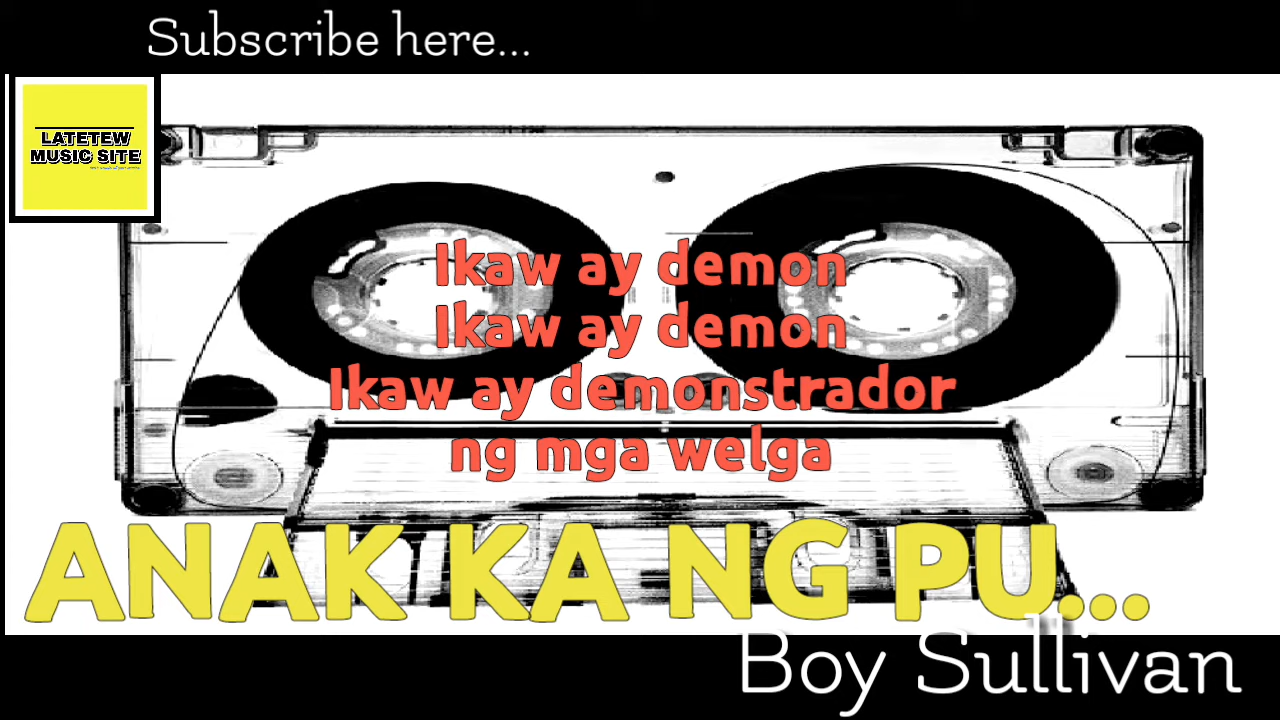 Subscribe here...
LATETEW
MUSIC SITE
Ikaw ay demon
Ikaw ay demon
Ikaw ay demonstrador
ng mga welga
ANAK KA NG PU...
Boy Sullivan